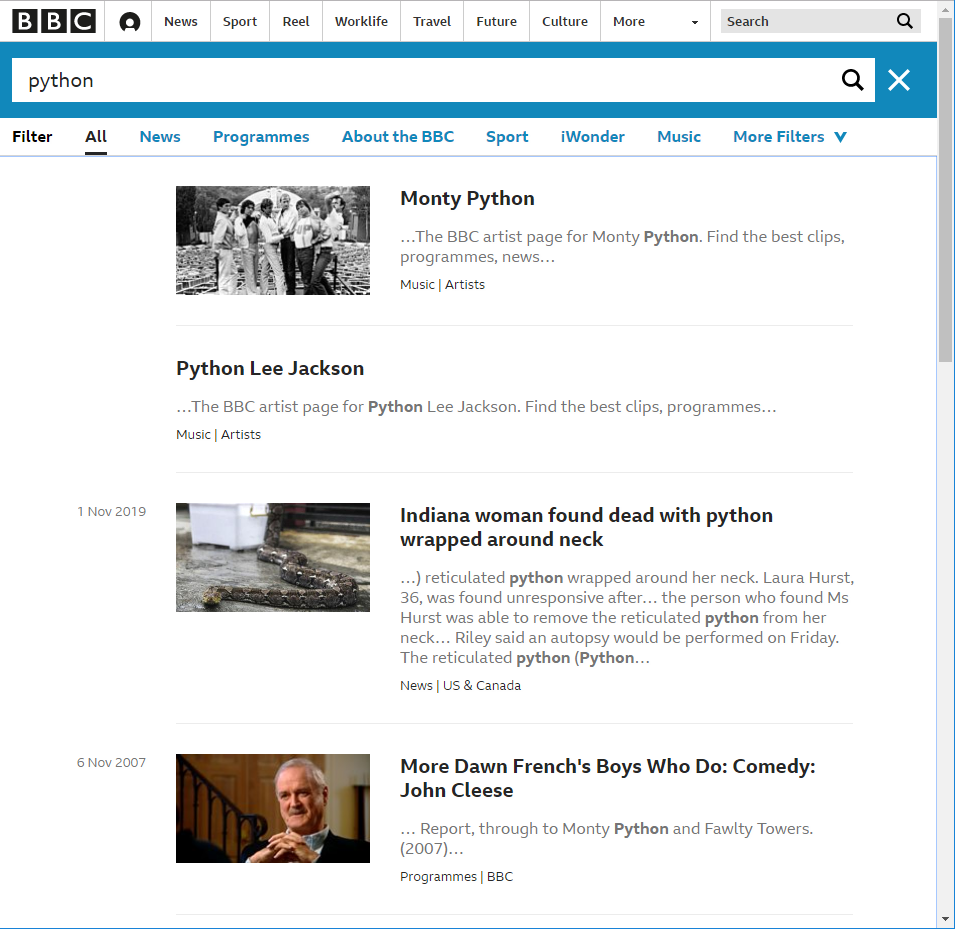 BBC News Sport Reel Worklife Travel Future Culture More Search
python
Filter All News Programmes About the BBC Sport iWonder Music More Filters
Monty Python
…The BBC artist page for Monty Python. Find the best clips,
programmes, news…
Music | Artists
Python Lee Jackson
…The BBC artist page for Python Lee Jackson. Find the best clips, programmes…
Music | Artists
1 Nov 2019
Indiana woman found dead with python
wrapped around neck
…) reticulated python wrapped around her neck. Laura Hurst,
36, was found unresponsive after… the person who found Ms
Hurst was able to remove the reticulated python from her
neck… Riley said an autopsy would be performed on Friday.
The reticulated python (Python…
News | US & Canada
6 Nov 2007
More Dawn French's Boys Who Do: Comedy:
John Cleese
… Report, through to Monty Python and Fawlty Towers.
(2007)…
Programmes | BBC